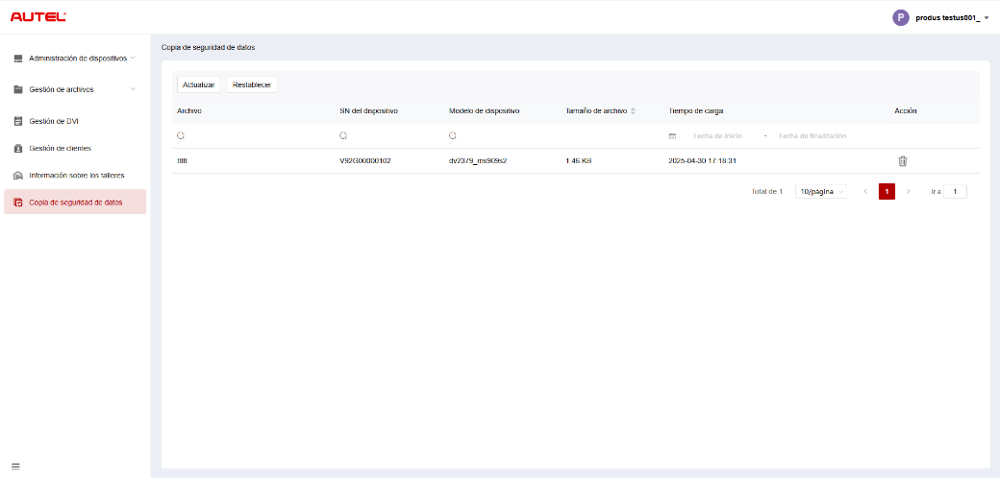 AUTEL
P produs testus001_
Copia de seguridad de datos
Administración de dispositivos
Gestión de archivos
Gestión de DVI
Gestión de clientes
Información sobre los talleres
Copia de seguridad de datos
Actualizar Restablecer
Archivo SN del dispositivo Modelo de dispositivo Tamaño de archivo Tiempo de carga Acción
Fecha de inicio - Fecha de finalización
tttttt V92G00000102 dv2379_ms909s2 1.46 KB 2025-04-30 17:18:31
Total de 1 10/página 1 Ir a 1